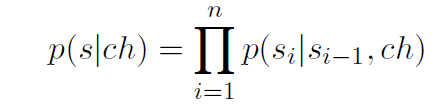 p(s|ch) = ∏_{i=1}^{n} p(s_i|s_{i−1}, ch)